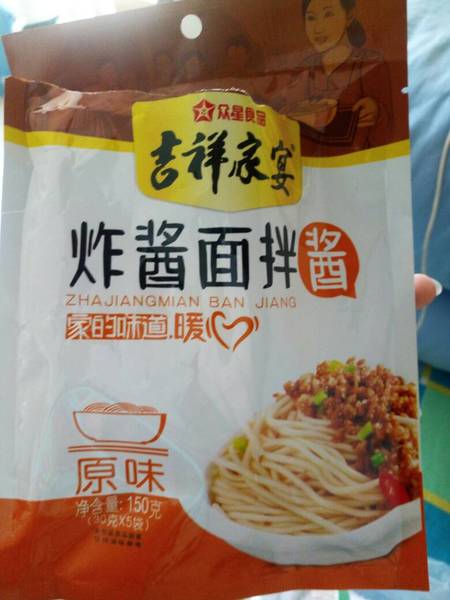 众星食品
吉祥家宴
炸酱面拌酱
ZHAJIANGMIAN BAN JIANG
家的味道,暖
原味
净含量:150克
(30克X5袋)